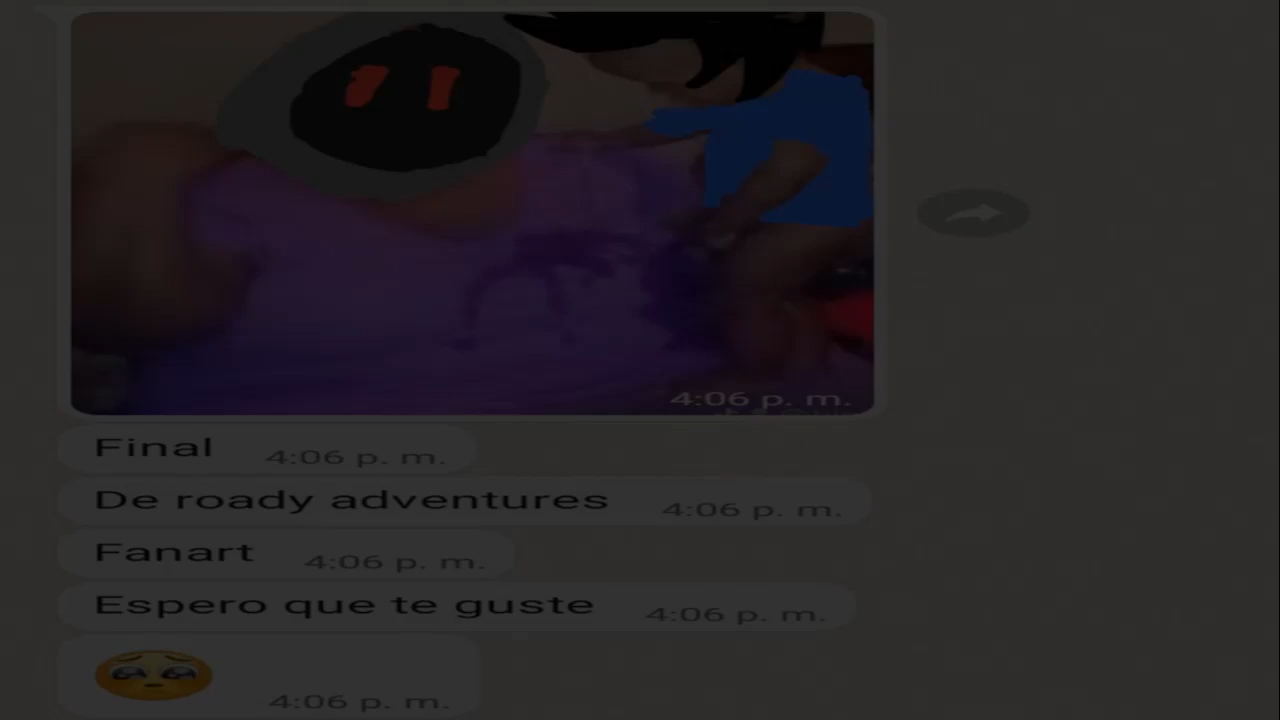 4:06 p. m.
Final 4:06 p. m.
De roady adventures 4:06 p. m.
Fanart 4:06 p. m.
Espero que te guste 4:06 p. m.
🥺 4:06 p. m.